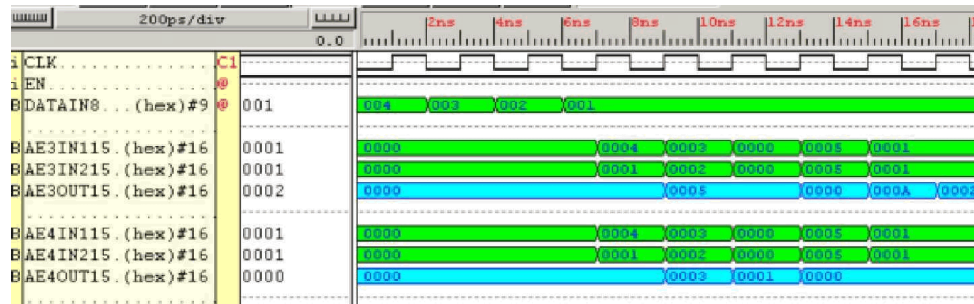 200ps/div
0.0 2ns 4ns 6ns 8ns 10ns 12ns 14ns 16ns
i CLK............... C1
i EN................ @
B DATAIN8...(hex)#9 @ 001 004 003 002 001
B AE3IN115.(hex)#16 0001 0000 0004 0003 0000 0005 0001
B AE3IN215.(hex)#16 0001 0000 0001 0002 0000 0005 0001
B AE3OUT15.(hex)#16 0002 0000 0005 0000 000A 0002
B AE4IN115.(hex)#16 0001 0000 0004 0003 0000 0005 0001
B AE4IN215.(hex)#16 0001 0000 0001 0002 0000 0005 0001
B AE4OUT15.(hex)#16 0000 0000 0003 0001 0000